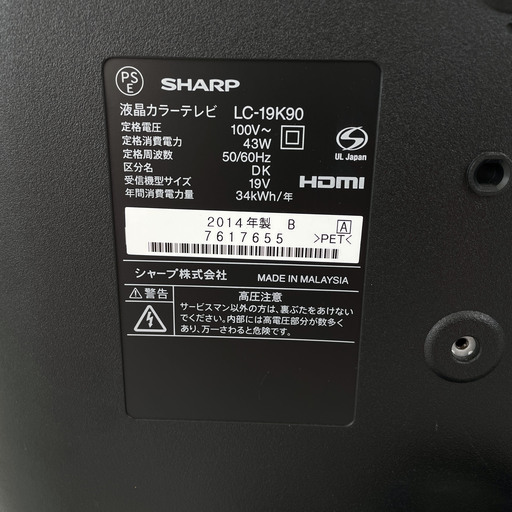 PS
E
SHARP
液晶カラーテレビ LC-19K90
定格電圧 100V～
定格消費電力 43W
定格周波数 50/60Hz
区分名 DK
受信機型サイズ 19V
年間消費電力量 34kWh/年
UL Japan
HDMI
2014年製 B A
7617655 >PET<
シャープ株式会社 MADE IN MALAYSIA
警告 高圧注意
サービスマン以外の方は、裏ぶたをあけない
でください。内部には高電圧部分が数多く
あり、万一さわると危険です。